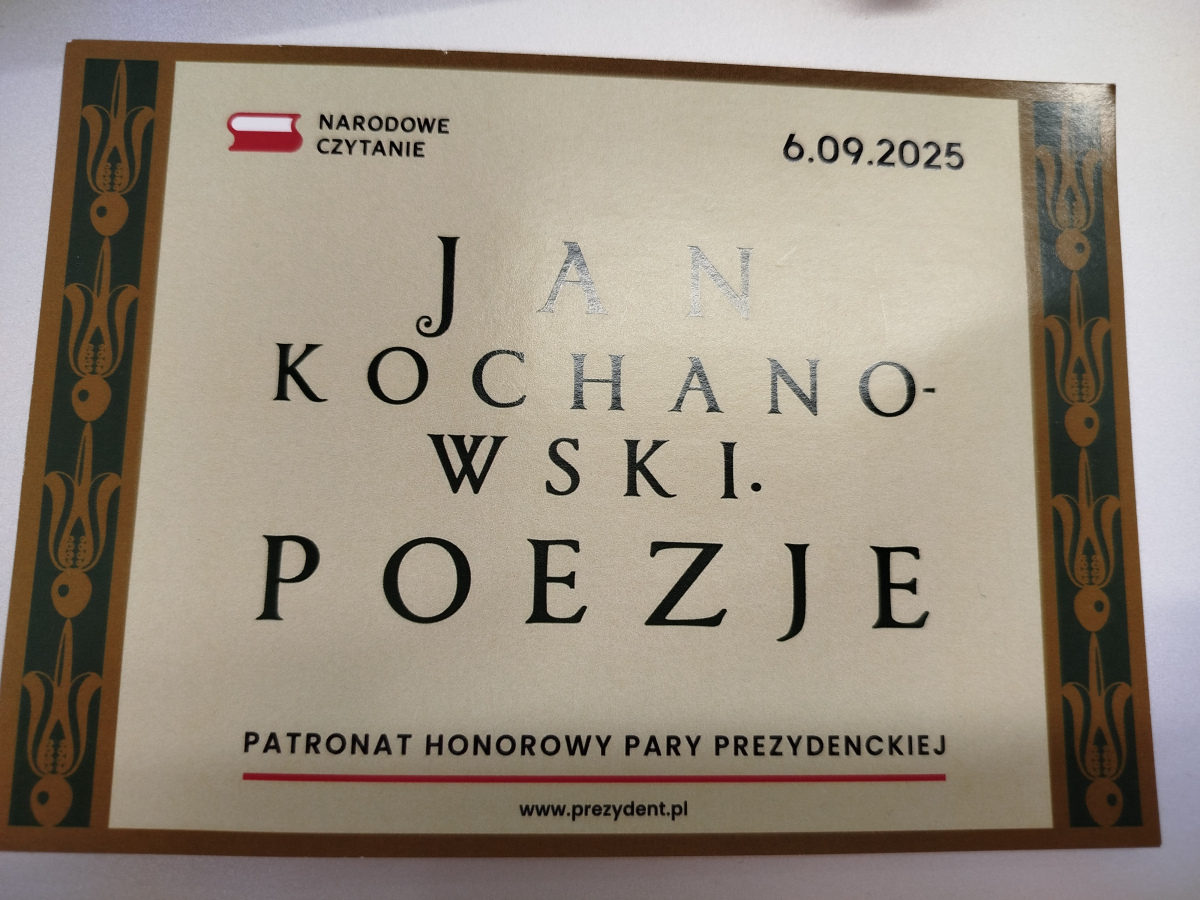 NARODOWE
CZYTANIE
6.09.2025
JAN
KOCHANO-
WSKI.
POEZJE
PATRONAT HONOROWY PARY PREZYDENCKIEJ
www.prezydent.pl